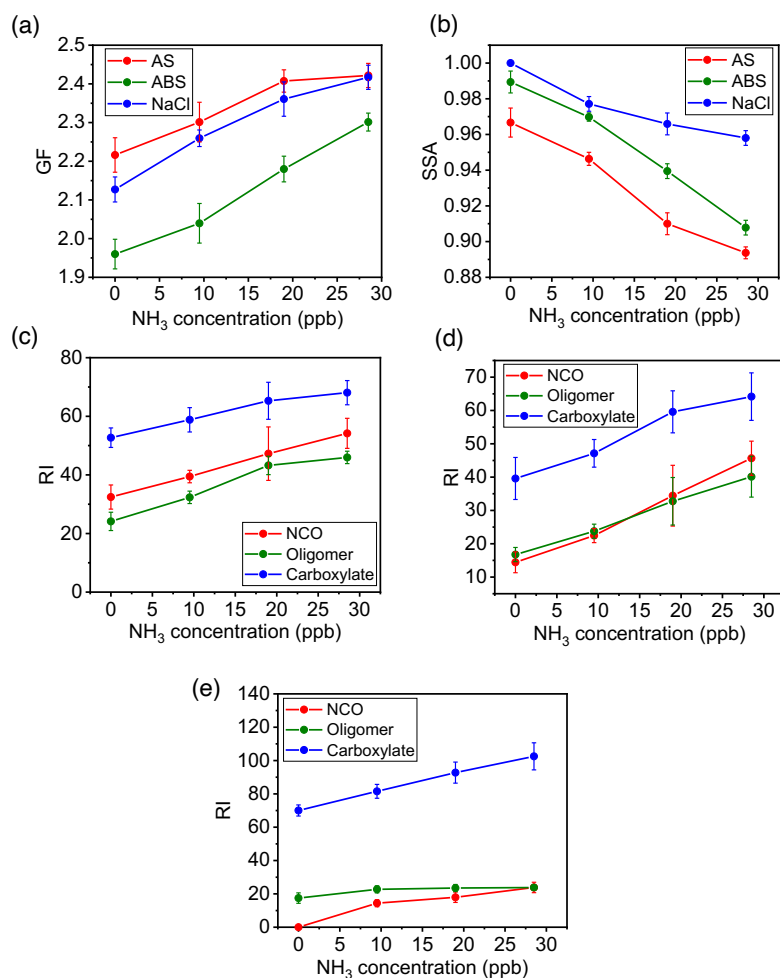 (a)
2.5
2.4
2.3
2.2
2.1
2.0
1.9
GF
AS
ABS
NaCl
0 5 10 15 20 25 30
NH3 concentration (ppb)
(b)
1.00
0.98
0.96
0.94
0.92
0.90
0.88
SSA
AS
ABS
NaCl
0 5 10 15 20 25 30
NH3 concentration (ppb)
(c)
80
60
40
20
0
RI
NCO
Oligomer
Carboxylate
0 5 10 15 20 25 30
NH3 concentration (ppb)
(d)
70
60
50
40
30
20
10
RI
NCO
Oligomer
Carboxylate
0 5 10 15 20 25 30
NH3 concentration (ppb)
(e)
140
120
100
80
60
40
20
0
RI
NCO
Oligomer
Carboxylate
0 5 10 15 20 25 30
NH3 concentration (ppb)